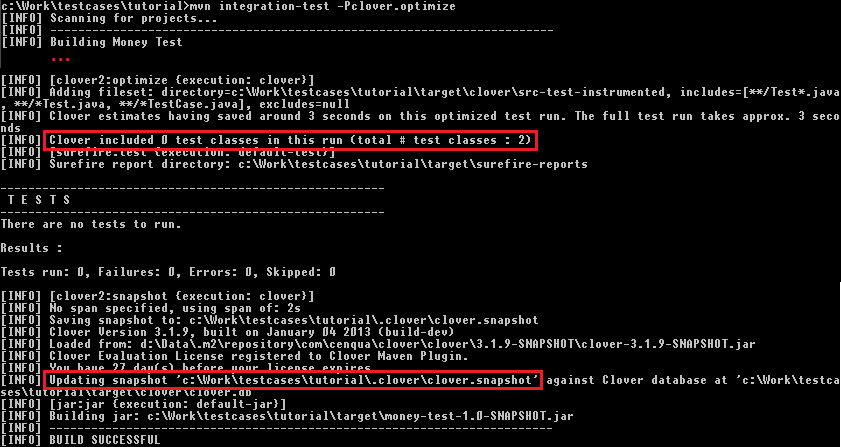 c:\Work\testcases\tutorial>mvn integration-test -Pclover.optimize
[INFO] Scanning for projects...
[INFO] ------------------------------------------------------------------------
[INFO] Building Money Test
...
[INFO] [clover2:optimize {execution: clover}]
[INFO] Adding fileset: directory=c:\Work\testcases\tutorial\target\clover\src-test-instrumented, includes=[**/Test*.java
, **/*Test.java, **/*TestCase.java], excludes=null
[INFO] Clover estimates having saved around 3 seconds on this optimized test run. The full test run takes approx. 3 seco
nds
[INFO] Clover included 0 test classes in this run (total # test classes : 2)
[INFO] [surefire:test {execution: default-test}]
[INFO] Surefire report directory: c:\Work\testcases\tutorial\target\surefire-reports
-------------------------------------------------------
T E S T S
-------------------------------------------------------
There are no tests to run.
Results :
Tests run: 0, Failures: 0, Errors: 0, Skipped: 0
[INFO] [clover2:snapshot {execution: clover}]
[INFO] No span specified, using span of: 2s
[INFO] Saving snapshot to: c:\Work\testcases\tutorial\.clover\clover.snapshot
[INFO] Clover Version 3.1.9, built on January 04 2013 (build-dev)
[INFO] Loaded from: d:\Data\.m2\repository\com\cenqua\clover\clover\3.1.9-SNAPSHOT\clover-3.1.9-SNAPSHOT.jar
[INFO] Clover Evaluation License registered to Clover Maven Plugin.
[INFO] You have 27 day(s) before your license expires.
[INFO] Updating snapshot 'c:\Work\testcases\tutorial\.clover\clover.snapshot' against Clover database at 'c:\Work\testca
ses\tutorial\target\clover\clover.db'
[INFO] [jar:jar {execution: default-jar}]
[INFO] Building jar: c:\Work\testcases\tutorial\target\money-test-1.0-SNAPSHOT.jar
[INFO] ------------------------------------------------------------------------
[INFO] BUILD SUCCESSFUL